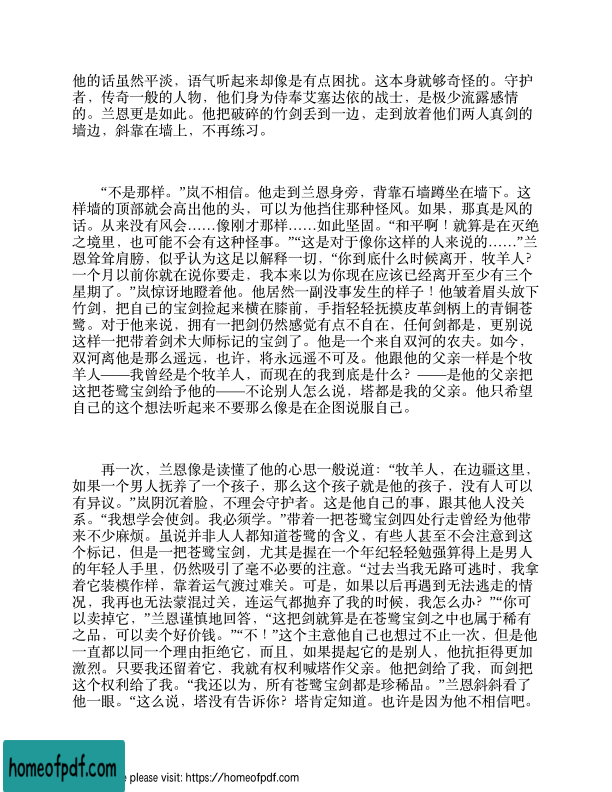 他的话虽然平淡，语气听起来却像是有点困扰。这本身就够奇怪的。守护
者，传奇一般的人物，他们身为侍奉艾塞达依的战士，是极少流露感情
的。兰恩更是如此。他把破碎的竹剑丢到一边，走到放着他们两人真剑的
墙边，斜靠在墙上，不再练习。
“不是那样。”岚不相信。他走到兰恩身旁，背靠石墙蹲坐在墙下。这
样墙的顶部就会高出他的头，可以为他挡住那种怪风。如果，那真是风的
话。从来没有风会……像刚才那样……如此坚固。“和平啊！就算是在灭绝
之境里，也可能不会有这种怪事。”“这是对于像你这样的人来说的……”兰
恩耸耸肩膀，似乎认为这足以解释一切，“你到底什么时候离开，牧羊人？
一个月以前你就在说你要走，我本来以为你现在应该已经离开至少有三个
星期了。”岚惊讶地瞪着他。他居然一副没事发生的样子！他皱着眉头放下
竹剑，把自己的宝剑捡起来横在膝前，手指轻轻抚摸皮革剑柄上的青铜苍
鹭。对于他来说，拥有一把剑仍然感觉有点不自在，任何剑都是，更别说
这样一把带着剑术大师标记的宝剑了。他是一个来自双河的农夫。如今，
双河离他是那么遥远，也许，将永远遥不可及。他跟他的父亲一样是个牧
羊人——我曾经是个牧羊人，而现在的我到底是什么？——是他的父亲把
这把苍鹭宝剑给予他的——不论别人怎么说，塔都是我的父亲。他只希望
自己的这个想法听起来不要那么像是在企图说服自己。
再一次，兰恩像是读懂了他的心思一般说道：“牧羊人，在边疆这里，
如果一个男人抚养了一个孩子，那么这个孩子就是他的孩子，没有人可以
有异议。”岚阴沉着脸，不理会守护者。这是他自己的事，跟其他人没关
系。“我想学会使剑。我必须学。”带着一把苍鹭宝剑四处行走曾经为他带
来不少麻烦。虽说并非人人都知道苍鹭的含义，有些人甚至不会注意到这
个标记，但是一把苍鹭宝剑，尤其是握在一个年纪轻轻勉强算得上是男人
的年轻人手里，仍然吸引了毫不必要的注意。“过去当我无路可逃时，我拿
着它装模作样，靠着运气渡过难关。可是，如果以后再遇到无法逃走的情
况，我再也无法蒙混过关，连运气都抛弃了我的时候，我怎么办？”“你可
以卖掉它，”兰恩谨慎地回答，“这把剑就算是在苍鹭宝剑之中也属于稀有
之品，可以卖个好价钱。”“不！”这个主意他自己也想过不止一次，但是他
一直都以同一个理由拒绝它，而且，如果提起它的是别人，他抗拒得更加
激烈。只要我还留着它，我就有权利喊塔作父亲。他把剑给了我，而剑把
这个权利给了我。“我还以为，所有苍鹭宝剑都是珍稀品。”兰恩斜斜看了
他一眼。“这么说，塔没有告诉你？塔肯定知道。也许是因为他不相信吧。
homeofpdf.com
e please visit: https://homeofpdf.com